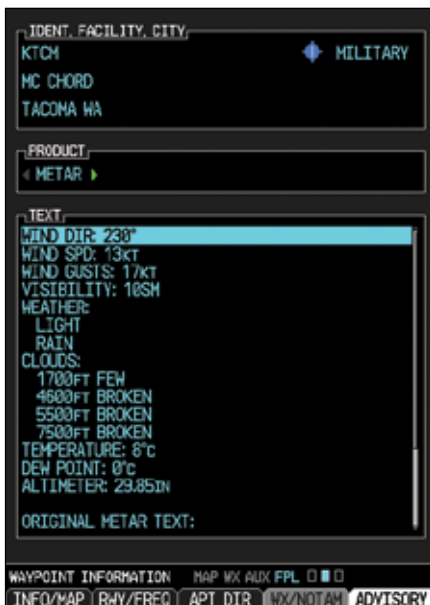 IDENT, FACILITY, CITY
KTCM MILITARY
MC CHORD
TACOMA WA
PRODUCT
METAR
TEXT
WIND DIR: 230°
WIND SPD: 13KT
WIND GUSTS: 17KT
VISIBILITY: 10SM
WEATHER:
LIGHT
RAIN
CLOUDS:
1700FT FEW
4600FT BROKEN
5500FT BROKEN
7500FT BROKEN
TEMPERATURE: 8°C
DEW POINT: 0°C
ALTIMETER: 29.85IN
ORIGINAL METAR TEXT:
WAYPOINT INFORMATION MAP WX AUX FPL
INFO/MAP RWY/FREQ APT DIR WX/NOTAM ADVISORY